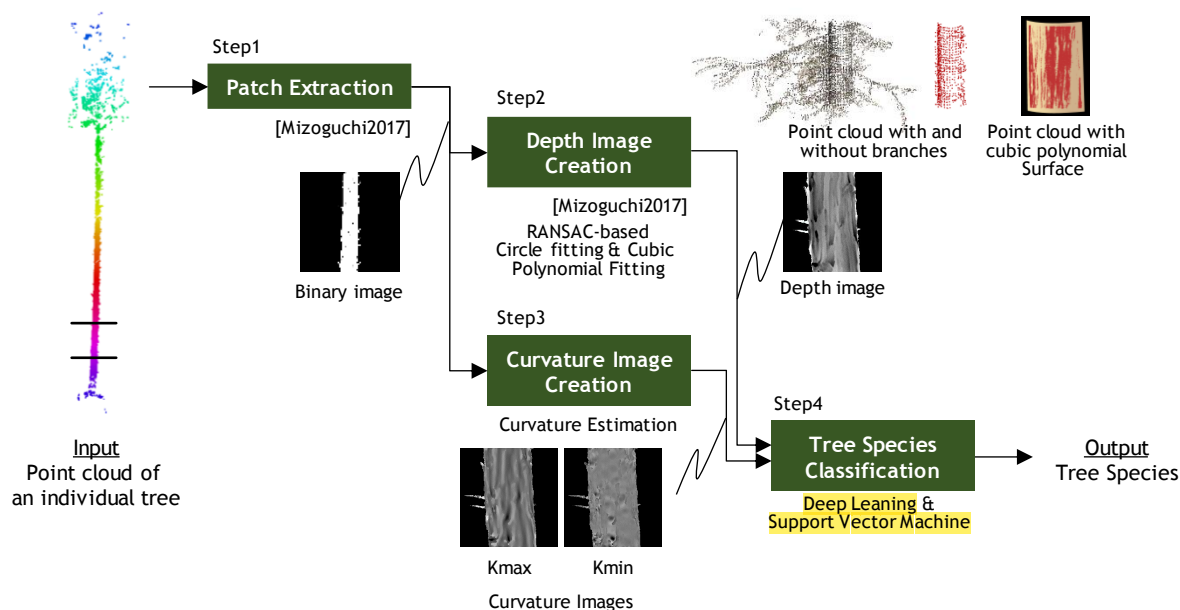 Step1
Patch Extraction
[Mizoguchi2017]
Binary image
Step2
Depth Image
Creation
[Mizoguchi2017]
RANSAC-based
Circle fitting & Cubic
Polynomial Fitting
Point cloud with and
without branches
Point cloud with
cubic polynomial
Surface
Depth image
Step3
Curvature Image
Creation
Curvature Estimation
Kmax
Kmin
Curvature Images
Step4
Tree Species
Classification
Deep Leaning &
Support Vector Machine
Input
Point cloud of
an individual tree
Output
Tree Species